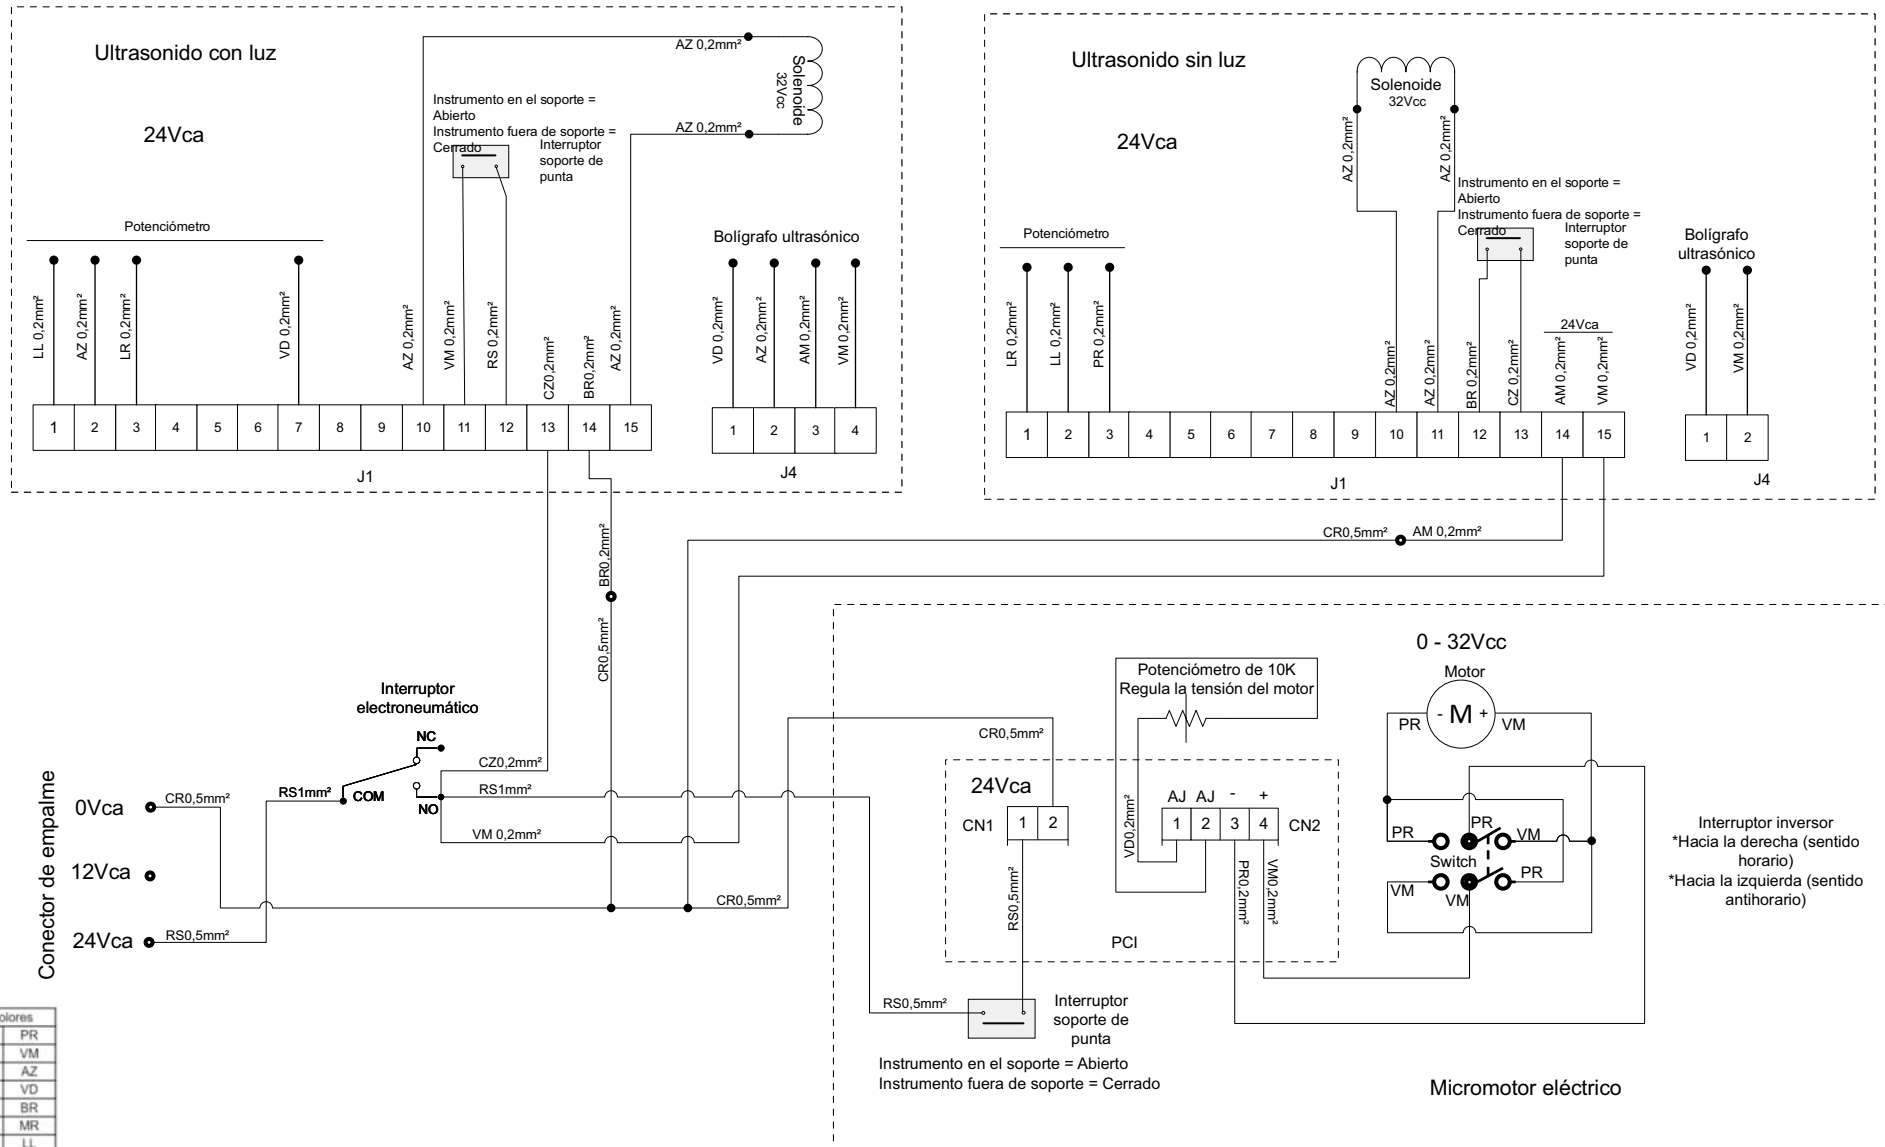 Ultrasonido con luz
24Vca
AZ 0,2mm²
Solenoide
32Vcc
AZ 0,2mm²
Instrumento en el soporte =
Abierto
Instrumento fuera de soporte =
Cerrado
Interruptor
soporte de
punta
Potenciómetro
LL 0,2mm²
AZ 0,2mm²
LR 0,2mm²
VD 0,2mm²
AZ 0,2mm²
VM 0,2mm²
RS 0,2mm²
CZ0,2mm²
BR0,2mm²
AZ 0,2mm²
1 2 3 4 5 6 7 8 9 10 11 12 13 14 15
J1
Bolígrafo ultrasónico
VD 0,2mm²
AZ 0,2mm²
AM 0,2mm²
VM 0,2mm²
1 2 3 4
J4
Ultrasonido sin luz
24Vca
Solenoide
32Vcc
AZ 0,2mm²
AZ 0,2mm²
Instrumento en el soporte =
Abierto
Instrumento fuera de soporte =
Cerrado
Interruptor
soporte de
punta
Potenciómetro
LR 0,2mm²
LL 0,2mm²
PR 0,2mm²
AZ 0,2mm²
AZ 0,2mm²
BR 0,2mm²
CZ 0,2mm²
24Vca
AM 0,2mm²
VM 0,2mm²
1 2 3 4 5 6 7 8 9 10 11 12 13 14 15
J1
Bolígrafo
ultrasónico
VD 0,2mm²
VM 0,2mm²
1 2
J4
CR0,5mm² AM 0,2mm²
BR0,2mm²
CR0,5mm²
Interruptor
electroneumático
NC
COM
NO
CZ0,2mm²
RS1mm²
RS1mm²
VM 0,2mm²
Conector de empalme
0Vca
CR0,5mm²
12Vca
24Vca
RS0,5mm²
CR0,5mm²
CR0,5mm²
Potenciómetro de 10K
Regula la tensión del motor
24Vca
CN1
1 2
VD0,2mm²
AJ AJ - +
1 2 3 4
CN2
RS0,5mm²
PR0,2mm²
VM0,2mm²
PCI
RS0,5mm²
Interruptor
soporte de
punta
Instrumento en el soporte = Abierto
Instrumento fuera de soporte = Cerrado
0 - 32Vcc
Motor
- M +
PR
VM
PR
PR
VM
Switch
VM
VM
PR
Interruptor inversor
*Hacia la derecha (sentido
horario)
*Hacia la izquierda (sentido
antihorario)
Micromotor eléctrico
olores
PR
VM
AZ
VD
BR
MR
LL